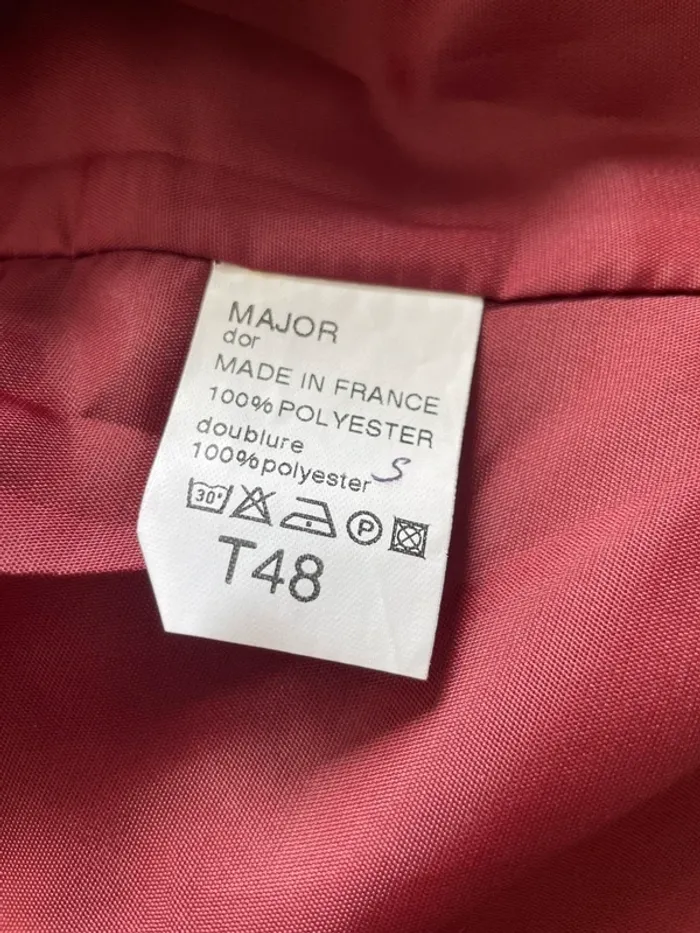 MAJOR
dor
MADE IN FRANCE
100% POLYESTER
doublure
100% polyester S
30° P
T48